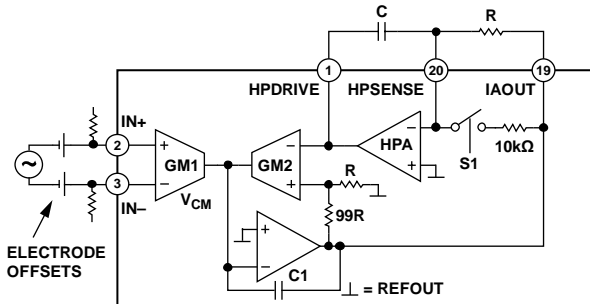 C
R
1
20
19
HPDRIVE
HPSENSE
IAOUT
IN+
2
+
GM1
–
3
IN–
VCM
–
GM2
+
HPA
–
+
S1
10kΩ
R
99R
+
–
C1
ELECTRODE
OFFSETS
= REFOUT